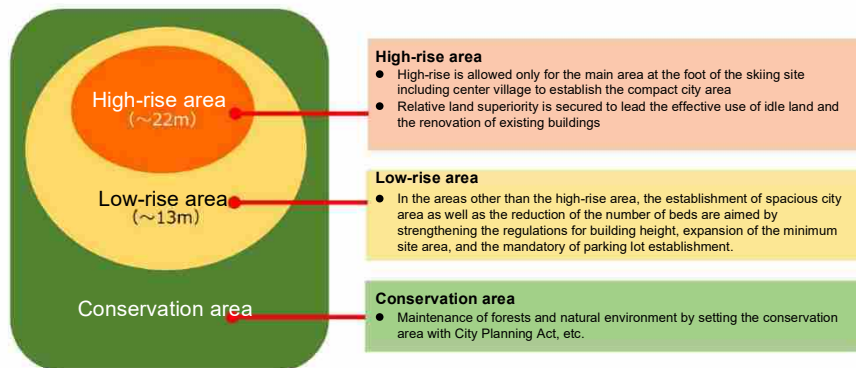 High-rise area
(～22m)
Low-rise area
(～13m)
Conservation area
High-rise area
● High-rise is allowed only for the main area at the foot of the skiing site
including center village to establish the compact city area
● Relative land superiority is secured to lead the effective use of idle land and
the renovation of existing buildings
Low-rise area
● In the areas other than the high-rise area, the establishment of spacious city
area as well as the reduction of the number of beds are aimed by
strengthening the regulations for building height, expansion of the minimum
site area, and the mandatory of parking lot establishment.
Conservation area
● Maintenance of forests and natural environment by setting the conservation
area with City Planning Act, etc.